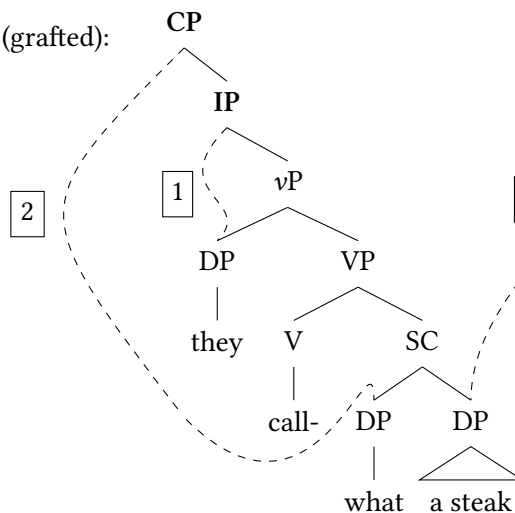 CP
(grafted):
IP
1
vP
2
DP VP
they V SC
call- DP DP
what a steak